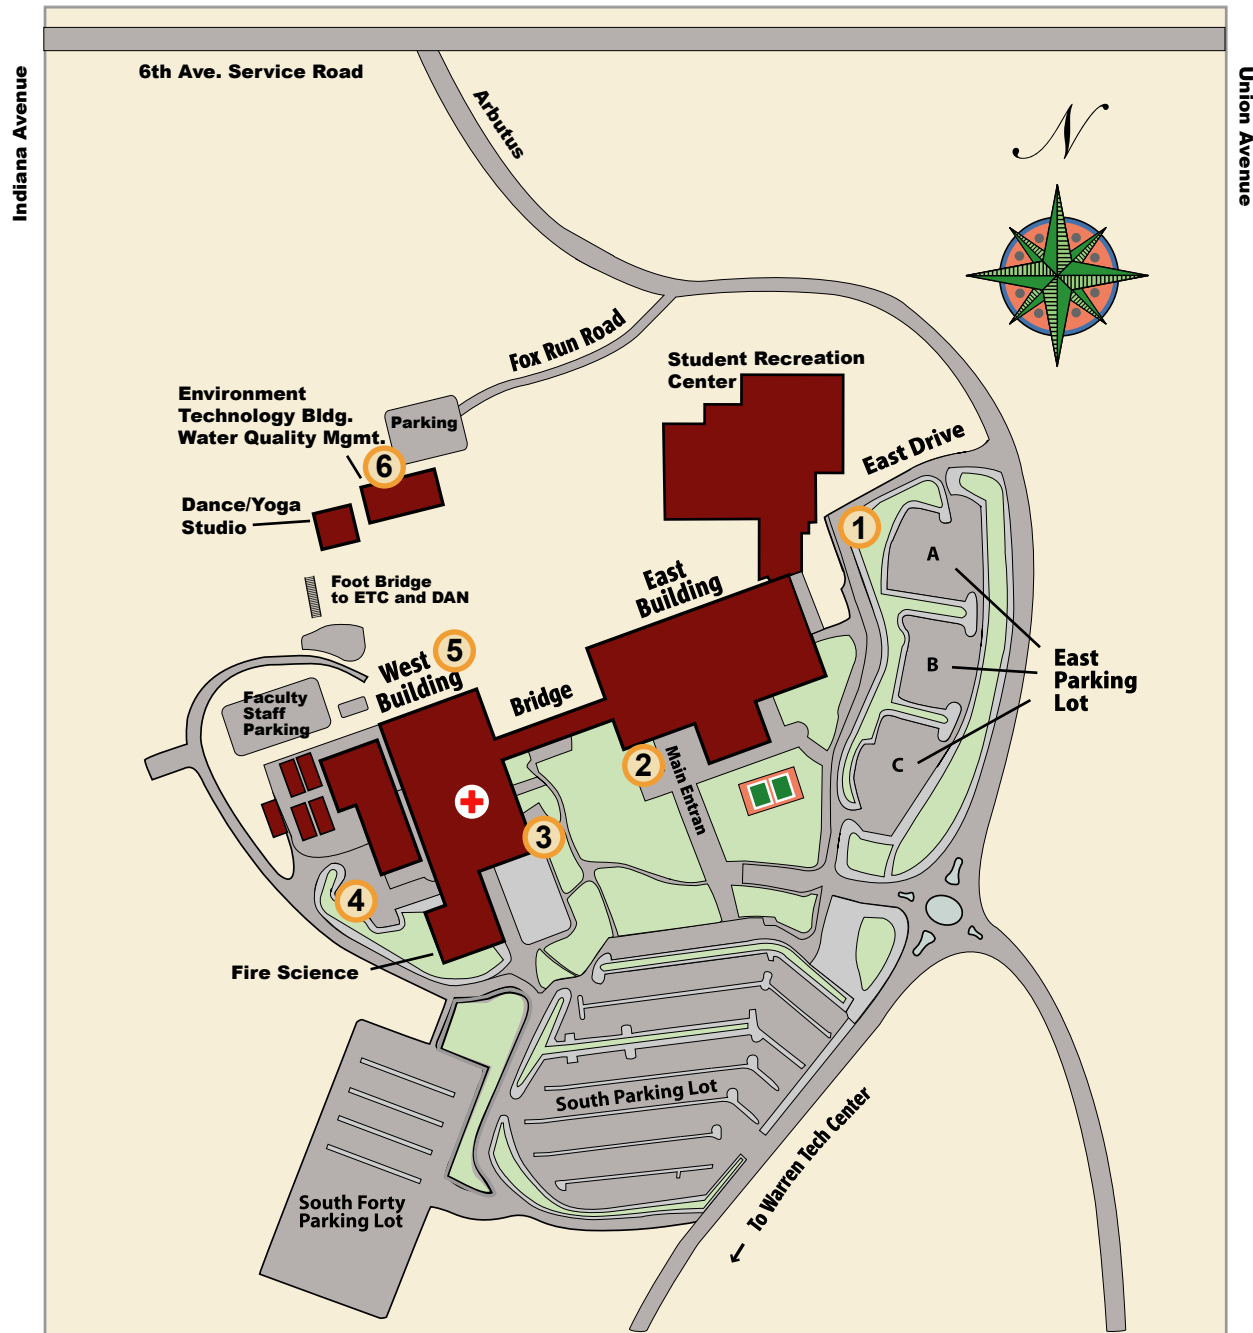 6th Ave. Service Road
Indiana Avenue
Union Avenue
Arbutus
N
Fox Run Road
Student Recreation
Center
Environment
Technology Bldg.
Water Quality Mgmt.
Parking
6
East Drive
Dance/Yoga
Studio
1
A
Foot Bridge
to ETC and DAN
East
Building
West
Building
5
B
East
Parking
Lot
Bridge
Faculty
Staff
Parking
2
Main Entran
C
3
4
Fire Science
South Parking Lot
To Warren Tech Center
South Forty
Parking Lot